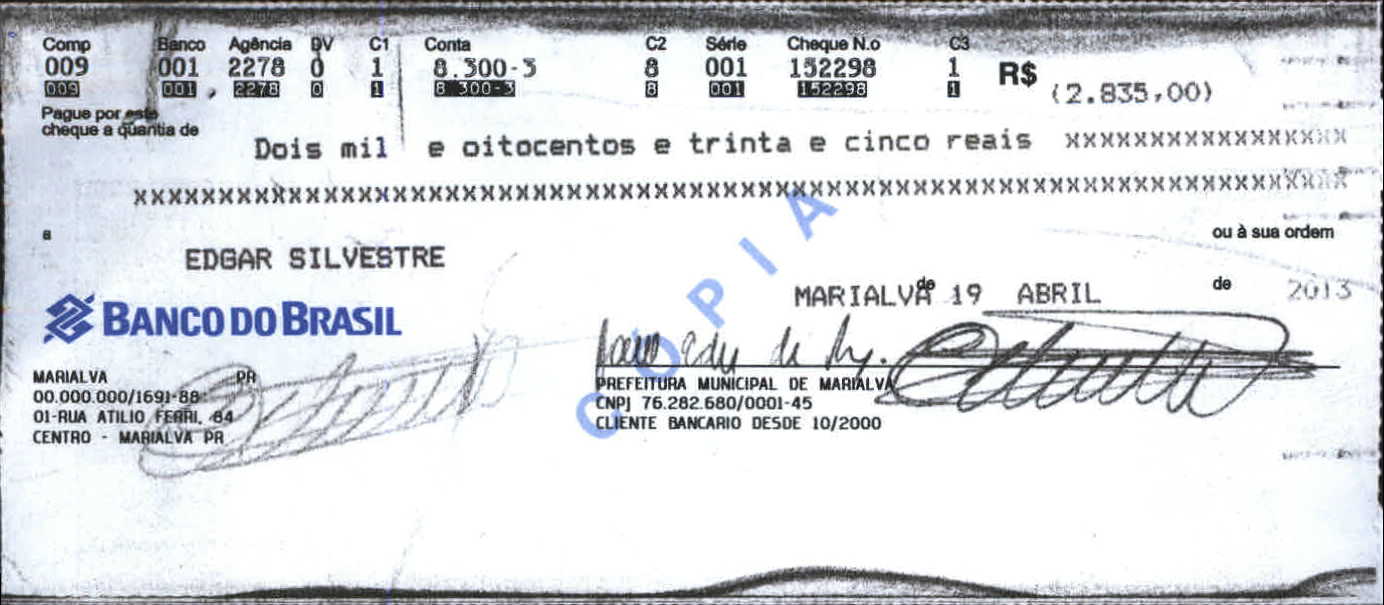 Comp Banco Agência DV C1 Conta C2 Série Cheque N.o C3
009 001 2278 0 1 8.300-3 8 001 152298 1 R$ (2.835,00)
009 001 2278 0 1 8 300-3 8 001 152298 1
Pague por este
cheque a quantia de
Dois mil e oitocentos e trinta e cinco reais xxxxxxxxxxxxxxxxx
xxxxxxxxxxxxxxxxxxxxxxxxxxxxxxxxxxxxxxxxxxxxxxxxxxxxxxxxxxxxxxxxxxxxxxxx
a ou à sua ordem
EDGAR SILVESTRE
MARIALVA de 19 ABRIL de 2013
BANCO DO BRASIL
CÓPIA
MARIALVA PR
00.000.000/1691-88
01-RUA ATILIO FERRI, 84
CENTRO - MARIALVA PR
PREFEITURA MUNICIPAL DE MARIALVA
CNPJ 76.282.680/0001-45
CLIENTE BANCARIO DESDE 10/2000